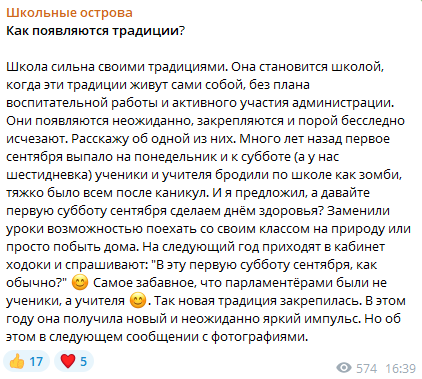 Школьные острова
Как появляются традиции?
Школа сильна своими традициями. Она становится школой,
когда эти традиции живут сами собой, без плана
воспитательной работы и активного участия администрации.
Они появляются неожиданно, закрепляются и порой бесследно
исчезают. Расскажу об одной из них. Много лет назад первое
сентября выпало на понедельник и к субботе (а у нас
шестидневка) ученики и учителя бродили по школе как зомби,
тяжко было всем после каникул. И я предложил, а давайте
первую субботу сентября сделаем днём здоровья? Заменили
уроки возможностью поехать со своим классом на природу или
просто побыть дома. На следующий год приходят в кабинет
ходоки и спрашивают: "В эту первую субботу сентября, как
обычно?" 😊 Самое забавное, что парламентёрами были не
ученики, а учителя 😊. Так новая традиция закрепилась. В этом
году она получила новый и неожиданно яркий импульс. Но об
этом в следующем сообщении с фотографиями.
👍 17 ❤️ 5 574 16:39